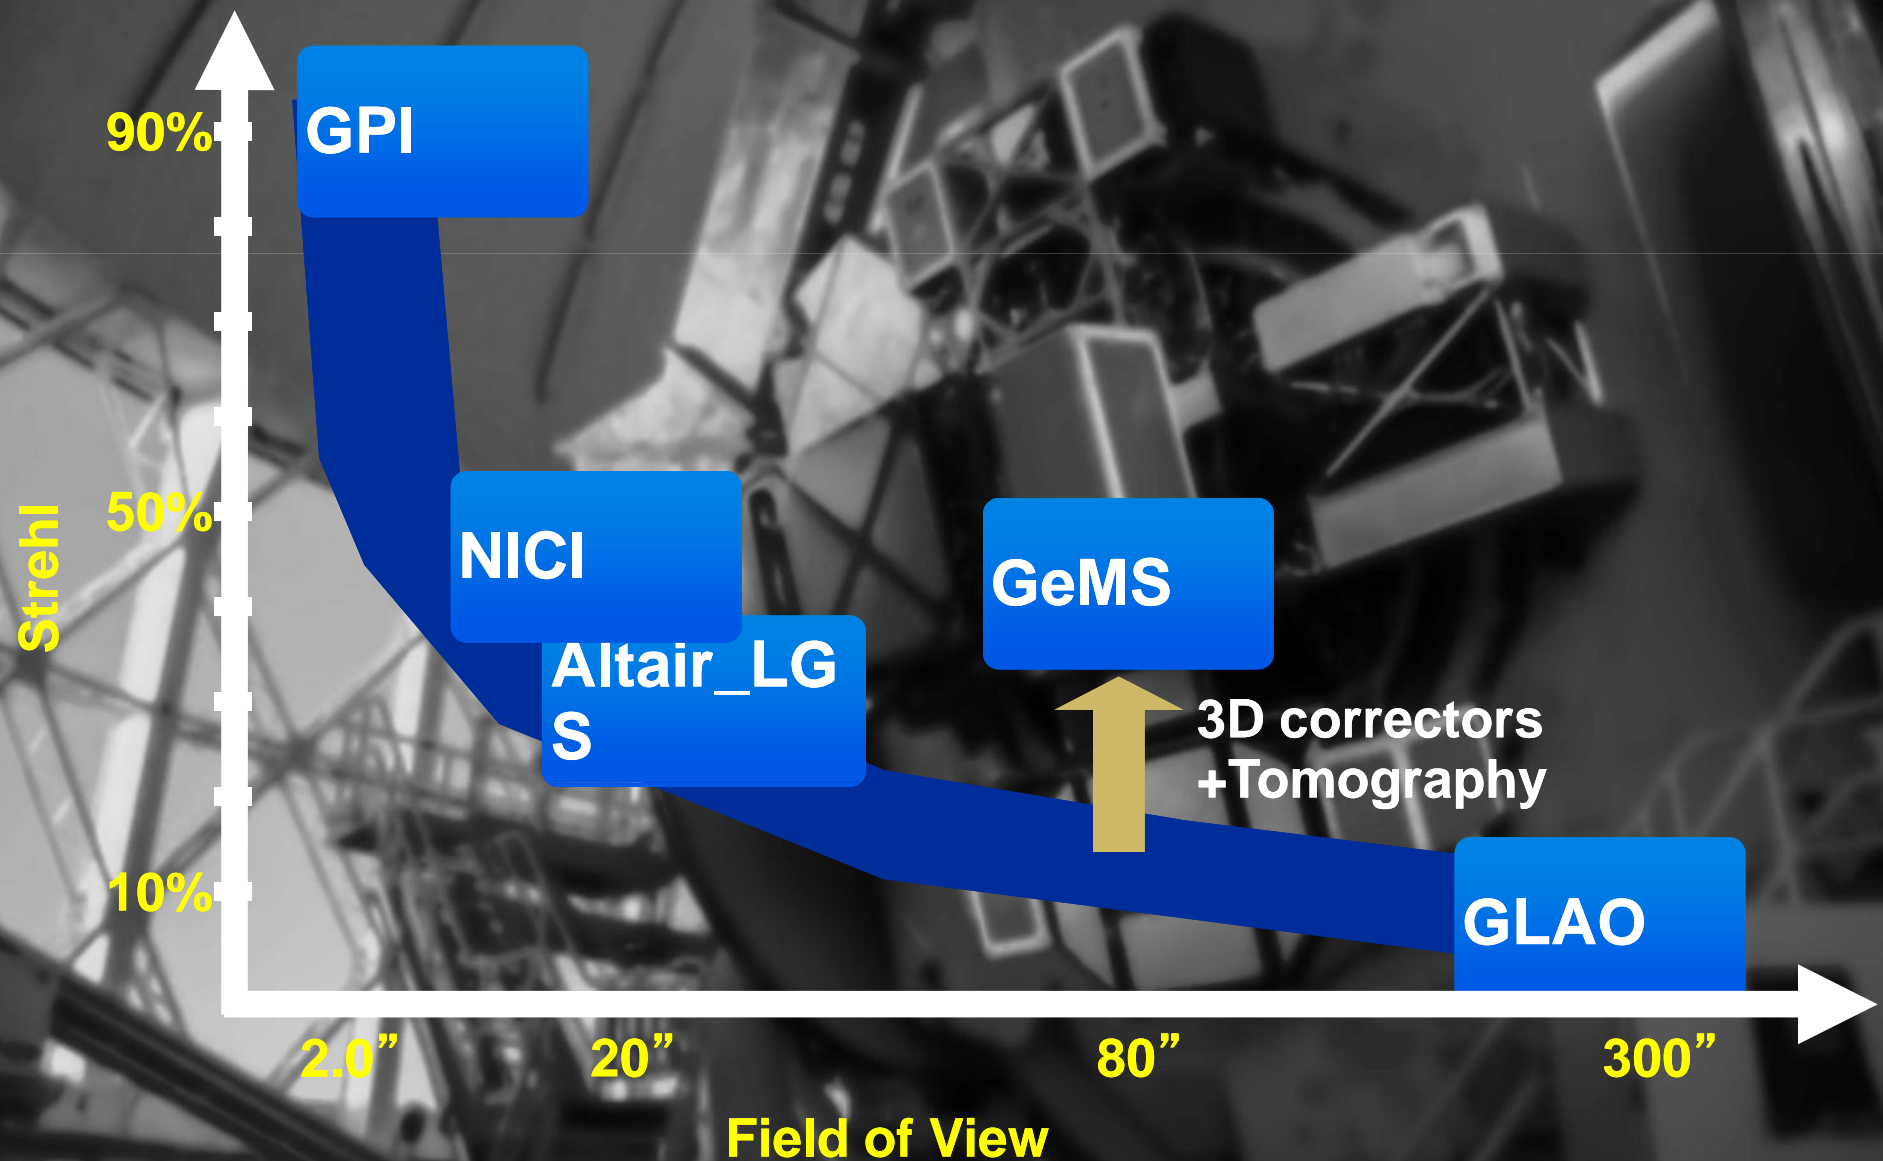 90%
GPI
50%
Strehl
NICI
GeMS
Altair_LG
S
3D correctors
+Tomography
10%
GLAO
2.0”
20”
80”
300”
Field of View